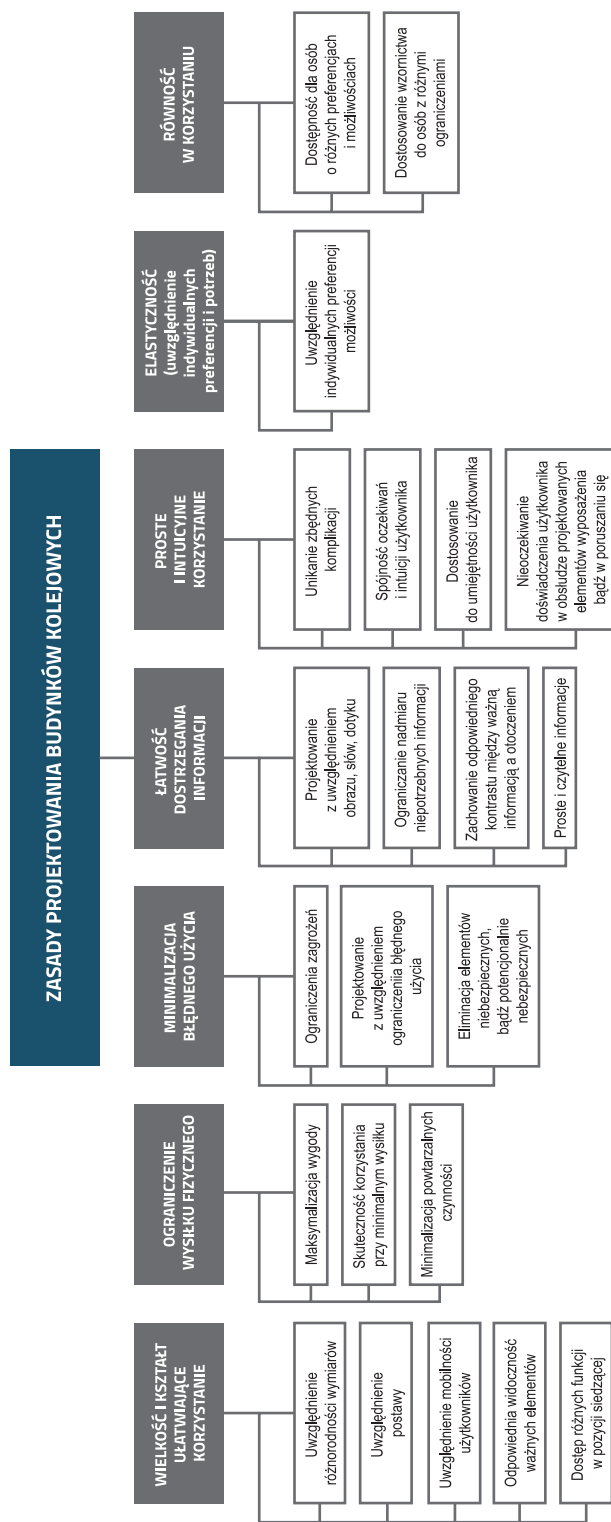 ZASADY PROJEKTOWANIA BUDYNKÓW KOLEJOWYCH
WIELKOŚĆ I KSZTAŁT
UŁATWIAJĄCE
KORZYSTANIE
Uwzględnienie
różnorodności wymiarów
Uwzględnienie
postawy
Uwzględnienie mobilności
użytkowników
Odpowiednia widoczność
ważnych elementów
Dostęp różnych funkcji
w pozycji siedzącej
OGRANICZENIE
WYSIŁKU FIZYCZNEGO
Maksymalizacja wygody
Skuteczność korzystania
przy minimalnym wysiłku
Minimalizacja powtarzalnych
czynności
MINIMALIZACJA
BŁĘDNEGO UŻYCIA
Ograniczenia zagrożeń
Projektowanie
z uwzględnieniem
ograniczenia błędnego
użycia
Eliminacja elementów
niebezpiecznych,
bądź potencjonalnie
nebezpiecznych
ŁATWOŚĆ
DOSTRZEGANIA
INFORMACJI
Projektowanie
z uwzględnieniem
obrazu, słów, dotyku
Ograniczanie nadmiaru
niepotrzebnych informacji
Zachowanie odpowiedniego
kontrastu między ważną
informacją a otoczeniem
Proste i czytelne informacje
PROSTE
I INTUICYJNE
KORZYSTANIE
Unikanie zbędnych
komplikacji
Spójność oczekiwań
i intuicji użytkownika
Dostosowanie
do umiejętności użytkownika
Nieoczekiwanie
doświadczenia użytkownika
w obsłudze projektowanych
elementów wyposażenia
bądź w poruszaniu się
ELASTYCZNOŚĆ
(uwzględnienie
indywidualnych
preferencji i potrzeb)
Uwzględnienie
indywidualnych preferencji
możliwości
RÓWNOŚĆ
W KORZYSTANIU
Dostępność dla osób
o różnych preferencjach
i możliwościach
Dostosowanie wzornictwa
do osób z różnymi
ograniczeniami